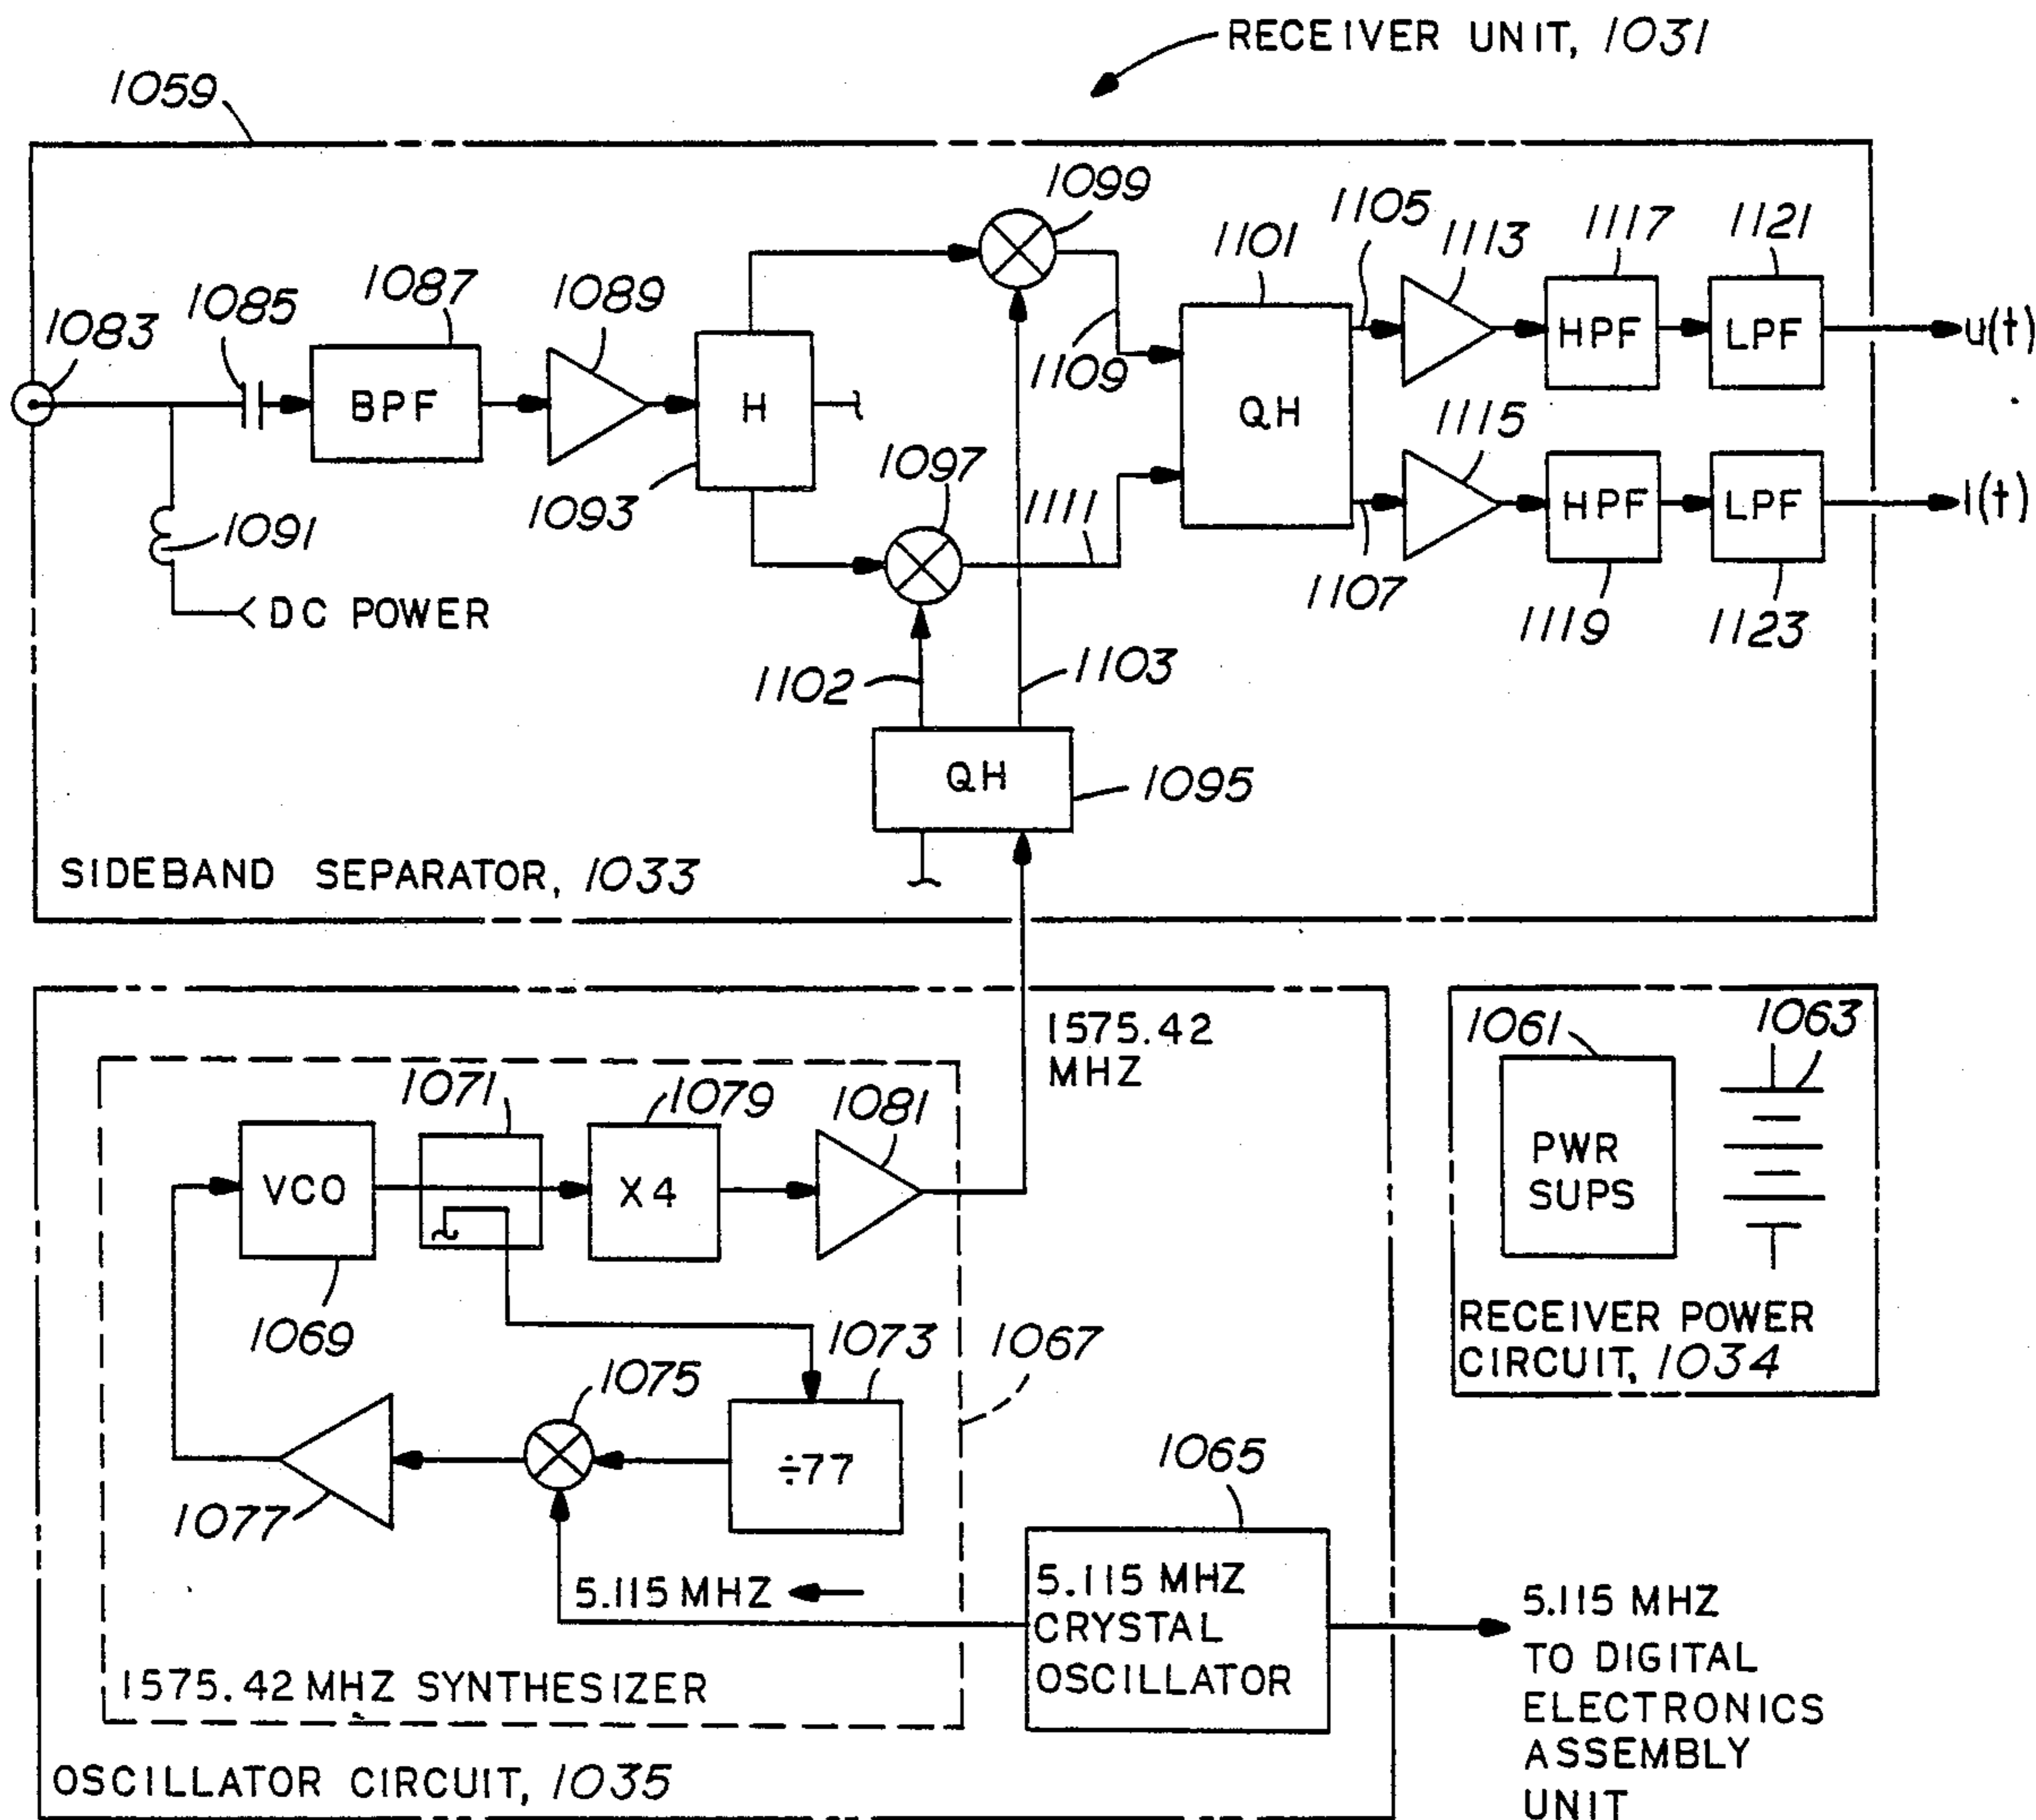 RECEIVER UNIT, 1031
1059
1083
1085
1087
1089
1099
1101
1105
1113
1117
1121
BPF
H
1093
1097
1109
1111
QH
HPF
LPF
u(t)
1115
HPF
LPF
l(t)
1107
1119
1123
1091
DC POWER
1102
1103
QH
1095
SIDEBAND SEPARATOR, 1033
1575.42
MHZ
1071
1079
1081
VCO
X4
1069
1073
1067
1075
÷77
1077
5.115 MHZ
1065
5.115 MHZ
CRYSTAL
OSCILLATOR
1575.42 MHZ SYNTHESIZER
OSCILLATOR CIRCUIT, 1035
1061
1063
PWR
SUPS
RECEIVER POWER
CIRCUIT, 1034
5.115 MHZ
TO DIGITAL
ELECTRONICS
ASSEMBLY
UNIT